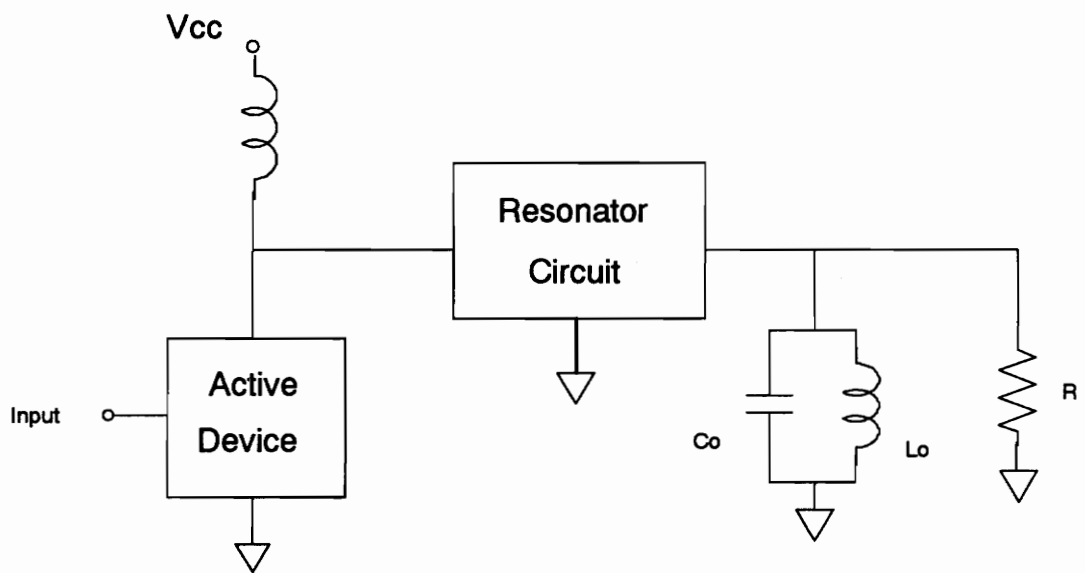 Vcc
Resonator
Circuit
Active
Device
Input
Co
Lo
R